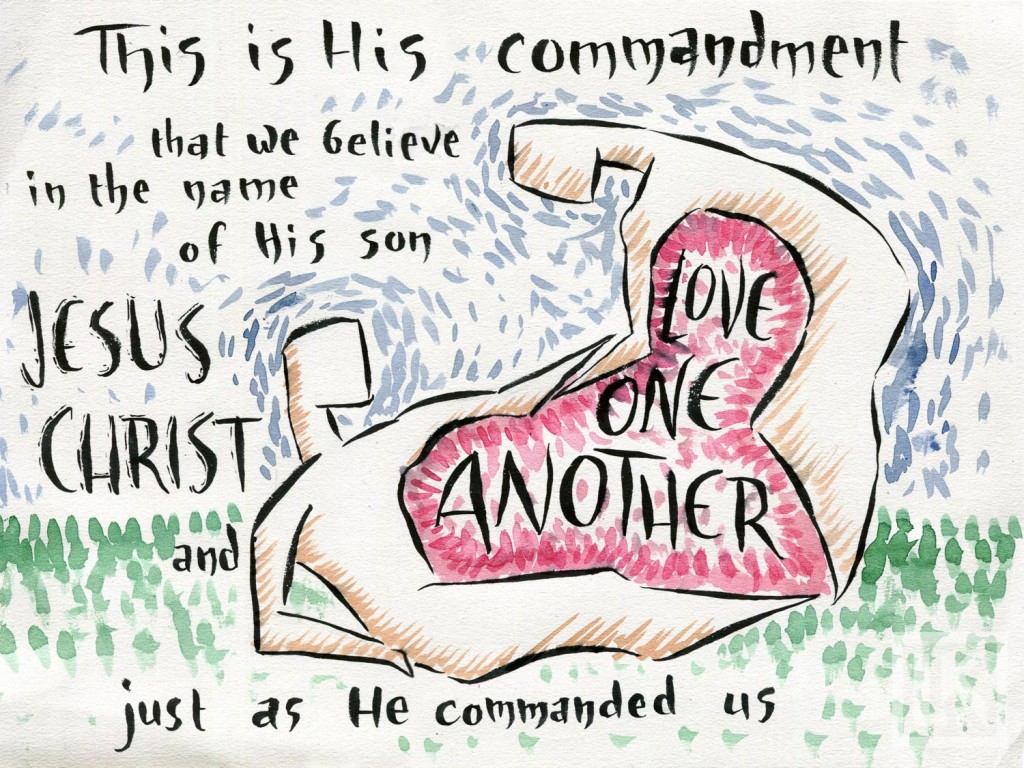 This is His commandment
that we believe
in the name
of His son
JESUS
CHRIST
and
LOVE
ONE
ANOTHER
just as He commanded us